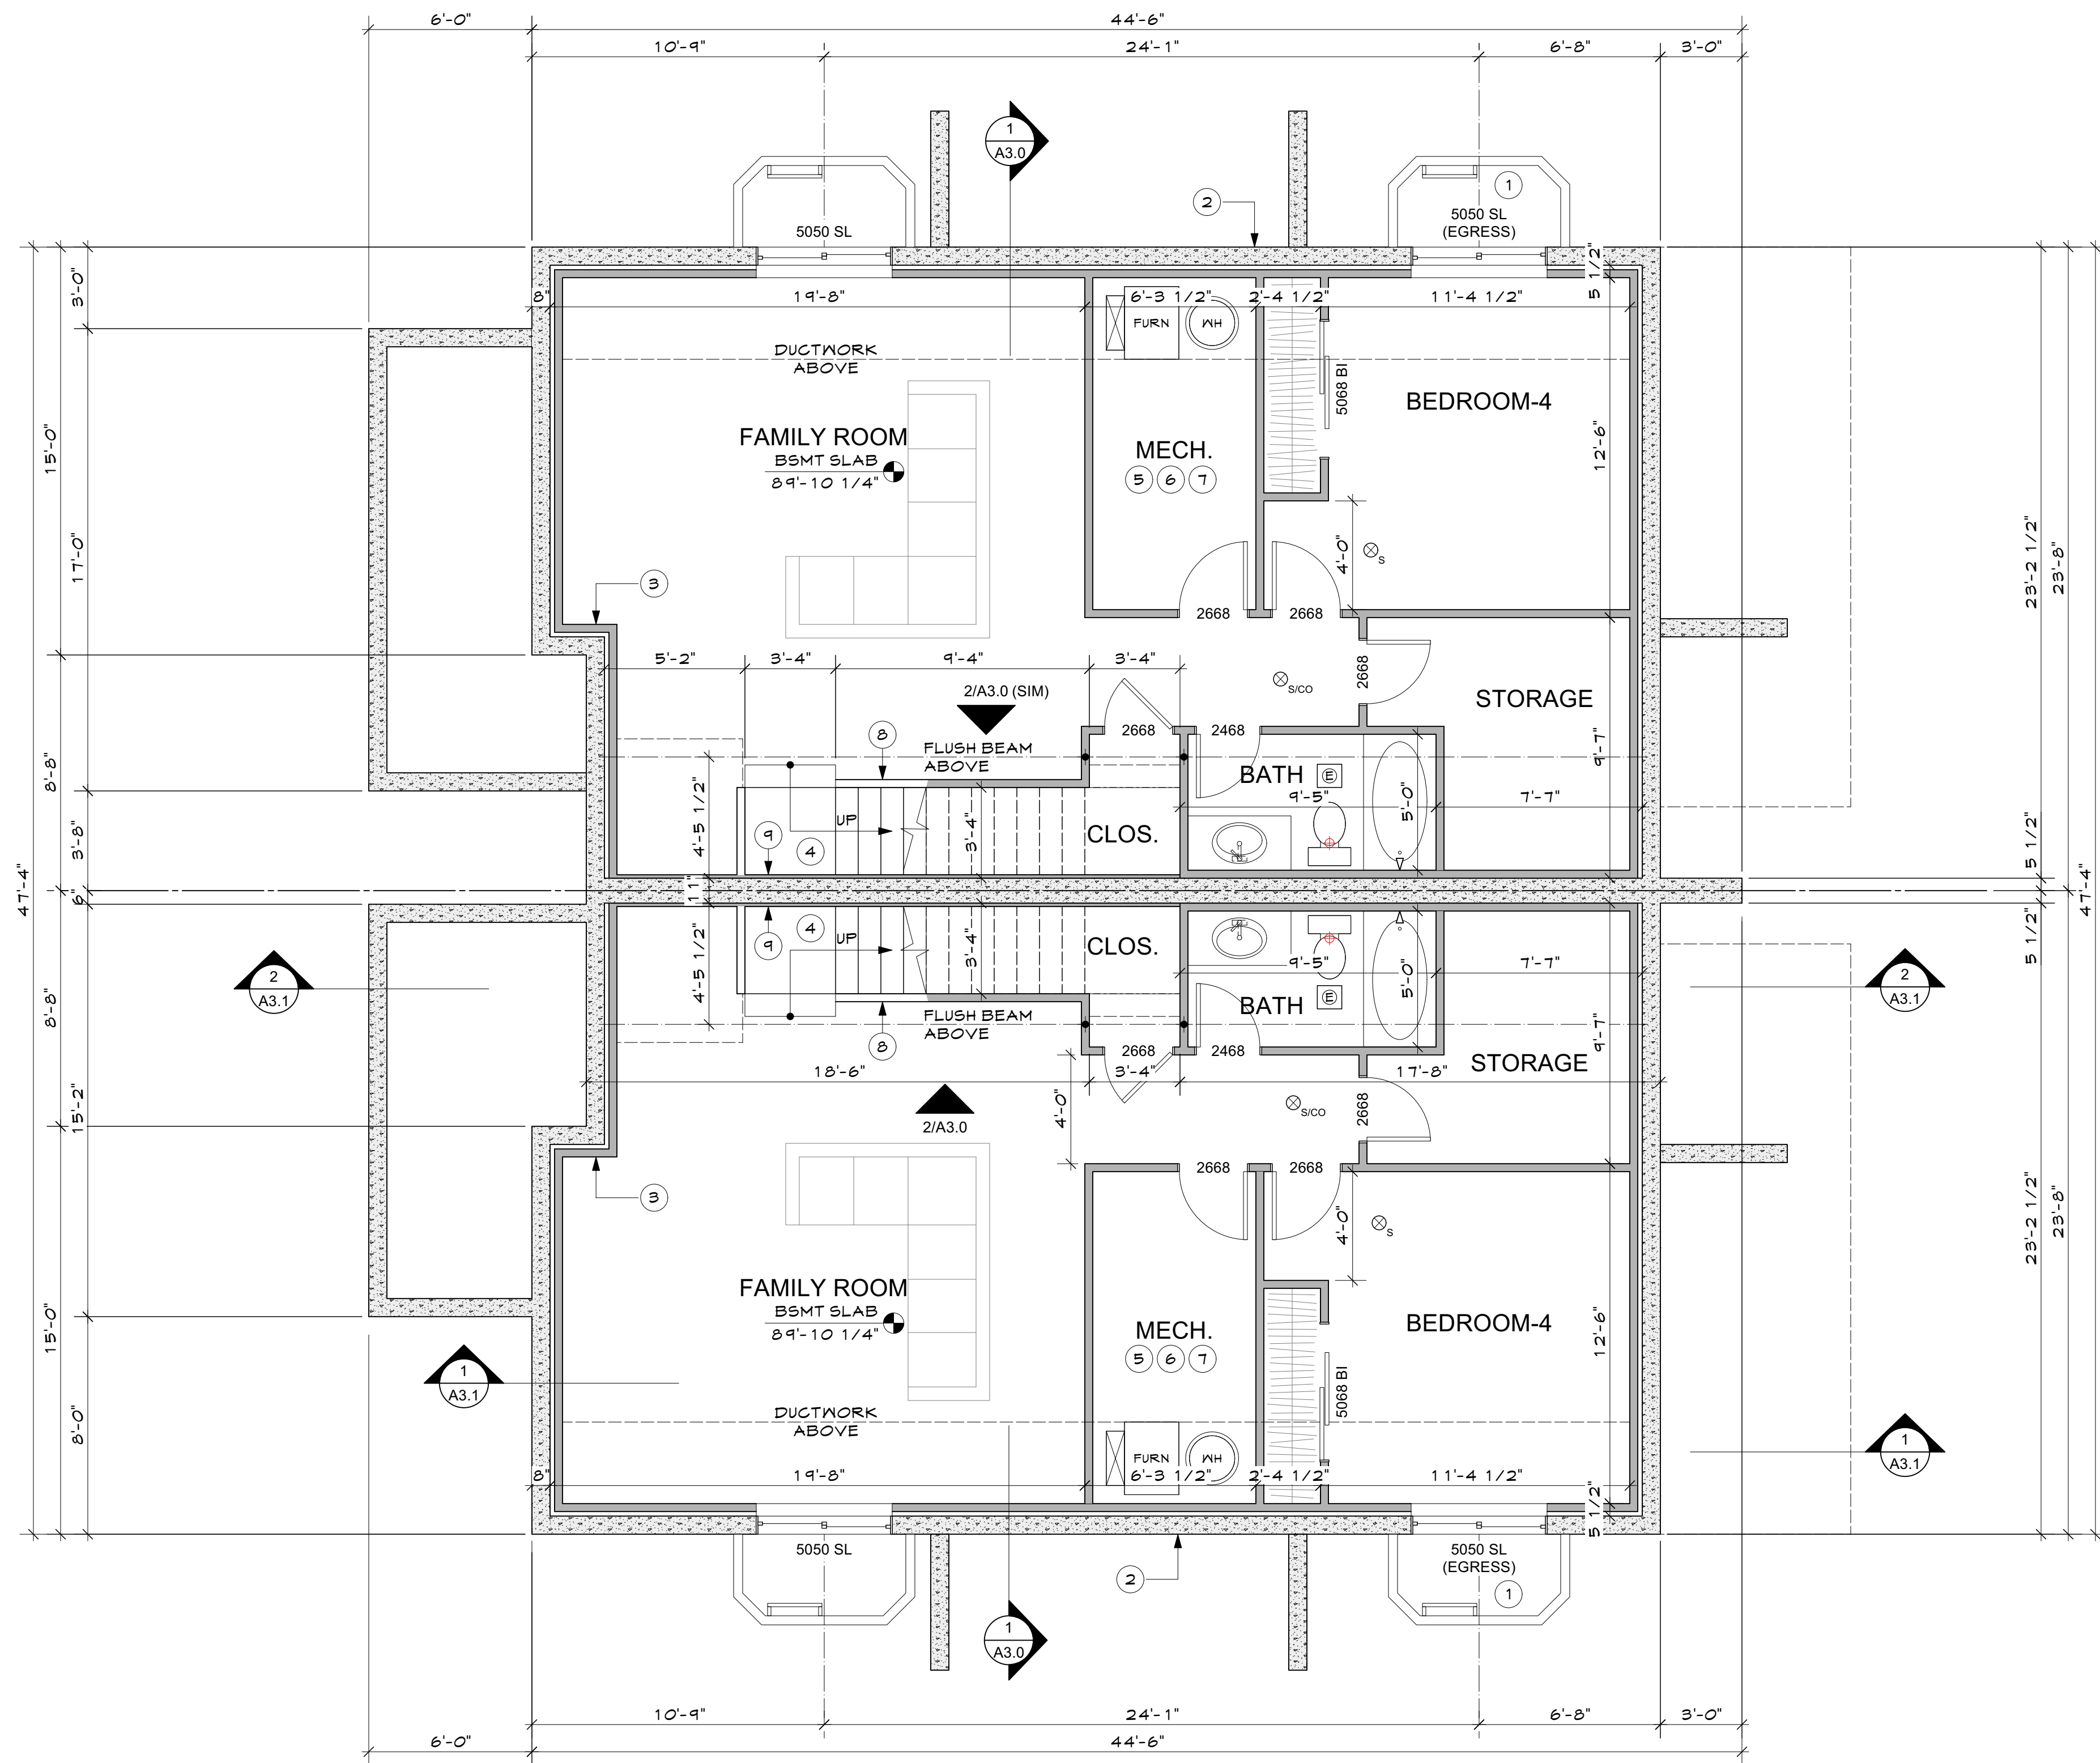 6'-0"
44'-6"
10'-9"
24'-1"
6'-8"
3'-0"
1
A3.0
2
1
5050 SL
5050 SL
(EGRESS)
8"
19'-8"
6'-3 1/2"
2'-4 1/2"
11'-4 1/2"
5 1/2"
FURN
WH
DUCTWORK
ABOVE
5068 BI
BEDROOM-4
12'-6"
FAMILY ROOM
BSMT SLAB
89'-10 1/4"
MECH.
5 6 7
3'-0"
15'-0"
17'-0"
4'-0"
S
3
2668
2668
23'-2 1/2"
23'-8"
5'-2"
3'-4"
9'-4"
3'-4"
2/A3.0 (SIM)
S/CO
2668
STORAGE
8
FLUSH BEAM
ABOVE
2668
2468
9'-7"
8'-8"
4'-5 1/2"
BATH
E
9'-5"
5'-0"
7'-7"
9
4
UP
3'-4"
CLOS.
3'-8"
47'-4"
6"
11"
5 1/2"
47'-4"
9
4
UP
3'-4"
CLOS.
5 1/2"
4'-5 1/2"
9'-5"
5'-0"
7'-7"
2
A3.1
2
A3.1
8'-8"
BATH
E
FLUSH BEAM
ABOVE
8
2668
2468
9'-7"
STORAGE
18'-6"
3'-4"
17'-8"
4'-0"
S/CO
2668
2/A3.0
15'-2"
3
2668
2668
4'-0"
S
23'-2 1/2"
23'-8"
FAMILY ROOM
BSMT SLAB
89'-10 1/4"
MECH.
5 6 7
BEDROOM-4
12'-6"
15'-0"
1
A3.1
5068 BI
8'-0"
DUCTWORK
ABOVE
FURN
WH
1
A3.1
8"
19'-8"
6'-3 1/2"
2'-4 1/2"
11'-4 1/2"
5 1/2"
5050 SL
5050 SL
(EGRESS)
2
1
1
A3.0
10'-9"
24'-1"
6'-8"
3'-0"
6'-0"
44'-6"